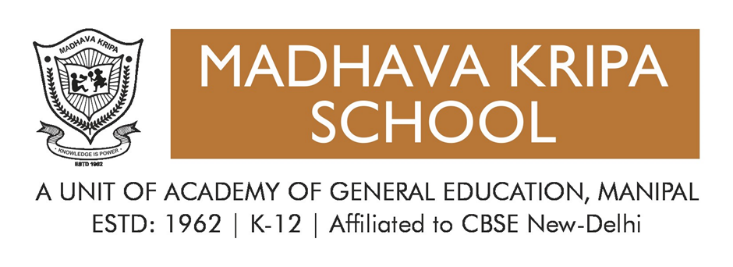 MADHAVA KRIPA
KNOWLEDGE IS POWER
ESTD 1962
MADHAVA KRIPA
SCHOOL
A UNIT OF ACADEMY OF GENERAL EDUCATION, MANIPAL
ESTD: 1962 | K-12 | Affiliated to CBSE New-Delhi